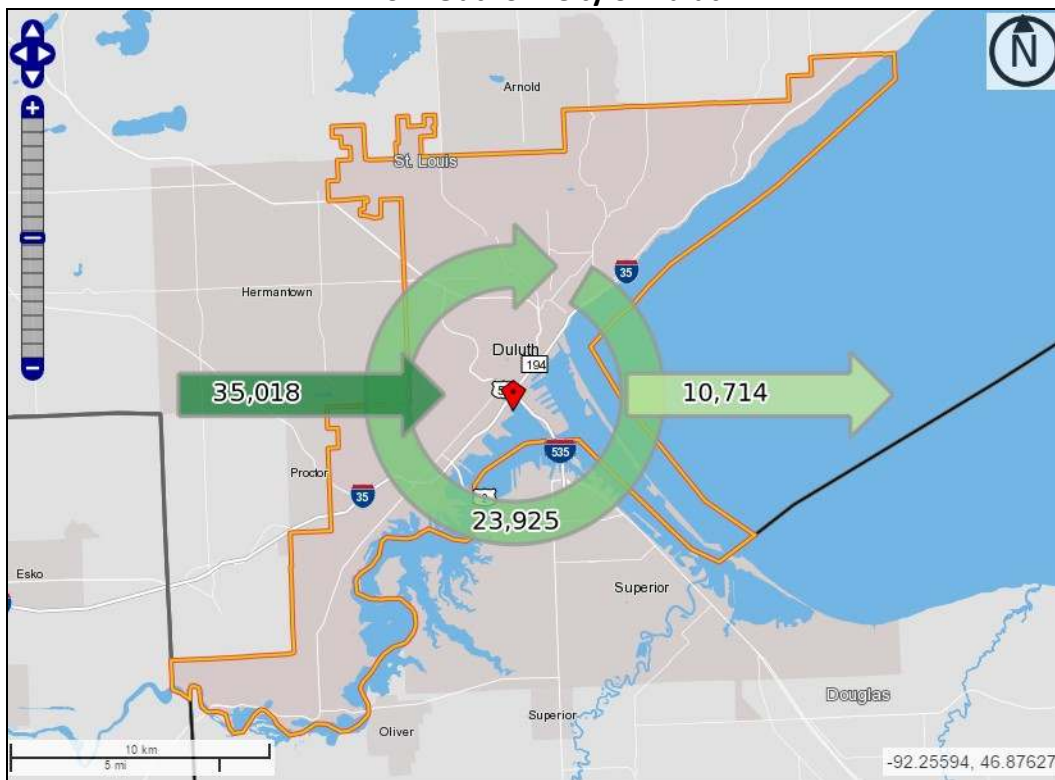 N
Arnold
St. Louis
35
Hermantown
Duluth
194
35,018
10,714
535
Proctor
35
2
23,925
Esko
Superior
Douglas
Superior
Oliver
10 km
5 mi
-92.25594, 46.87627